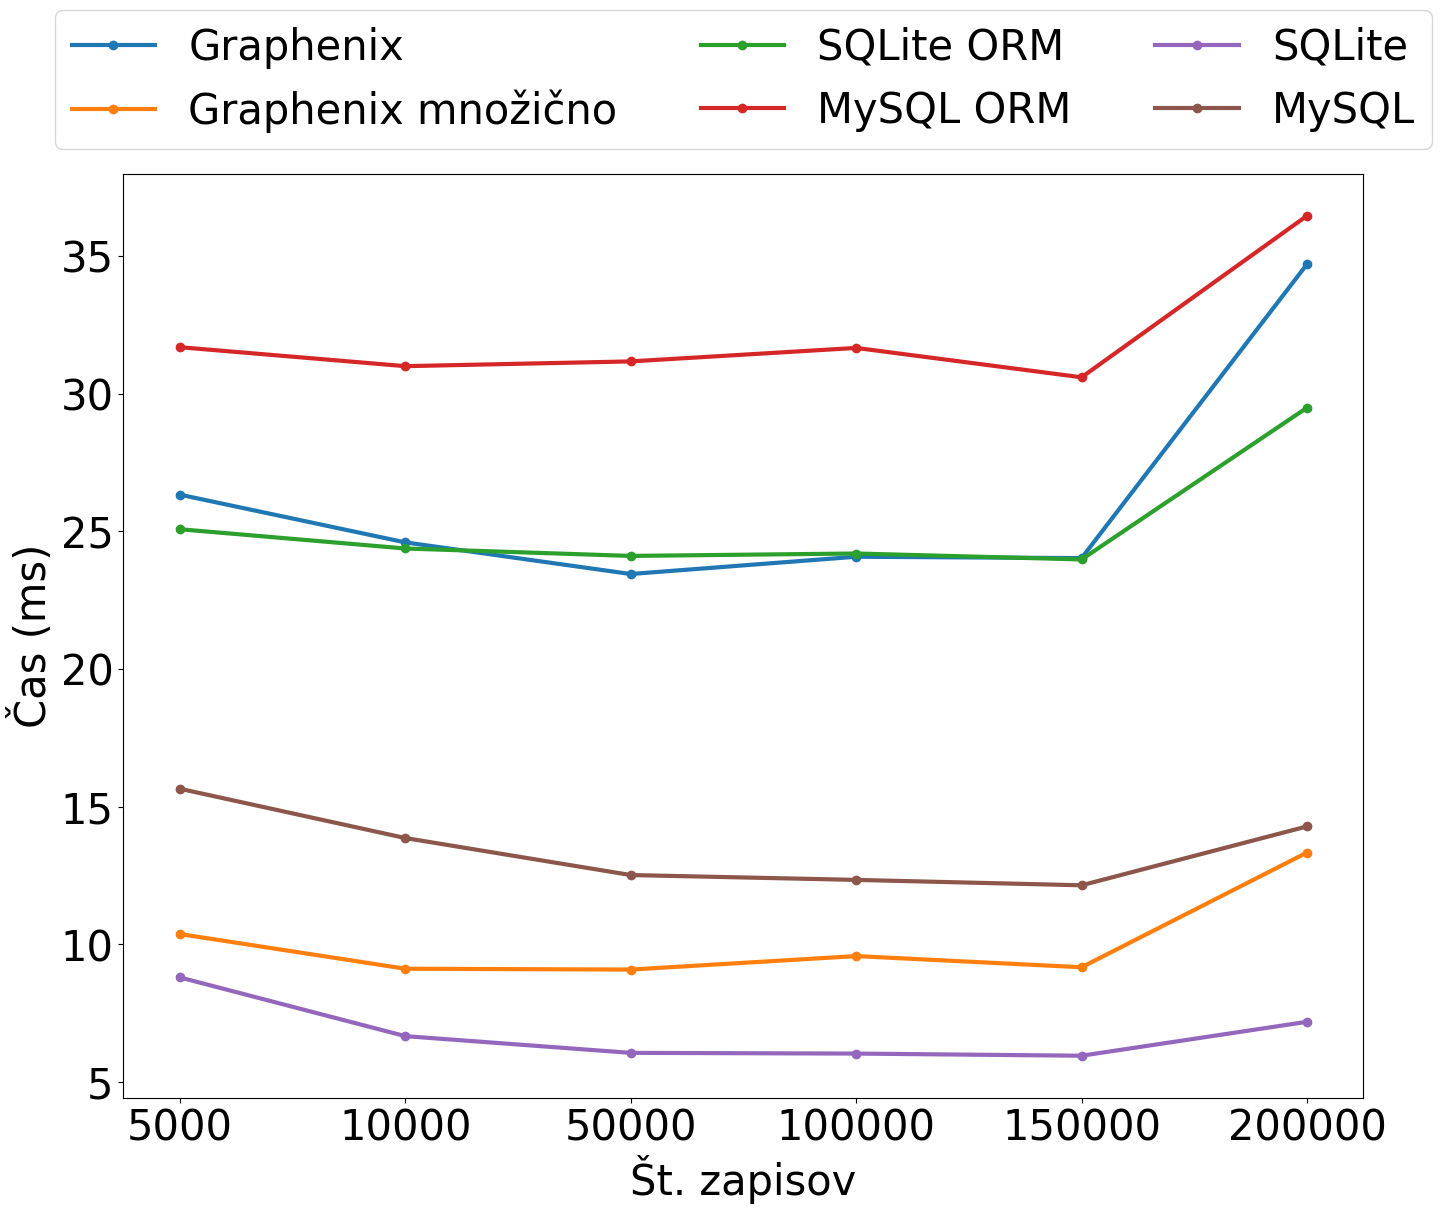 Graphenix SQLite ORM SQLite
Graphenix množično MySQL ORM MySQL
35
30
25
20
15
10
5
Čas (ms)
5000 10000 50000 100000 150000 200000
Št. zapisov